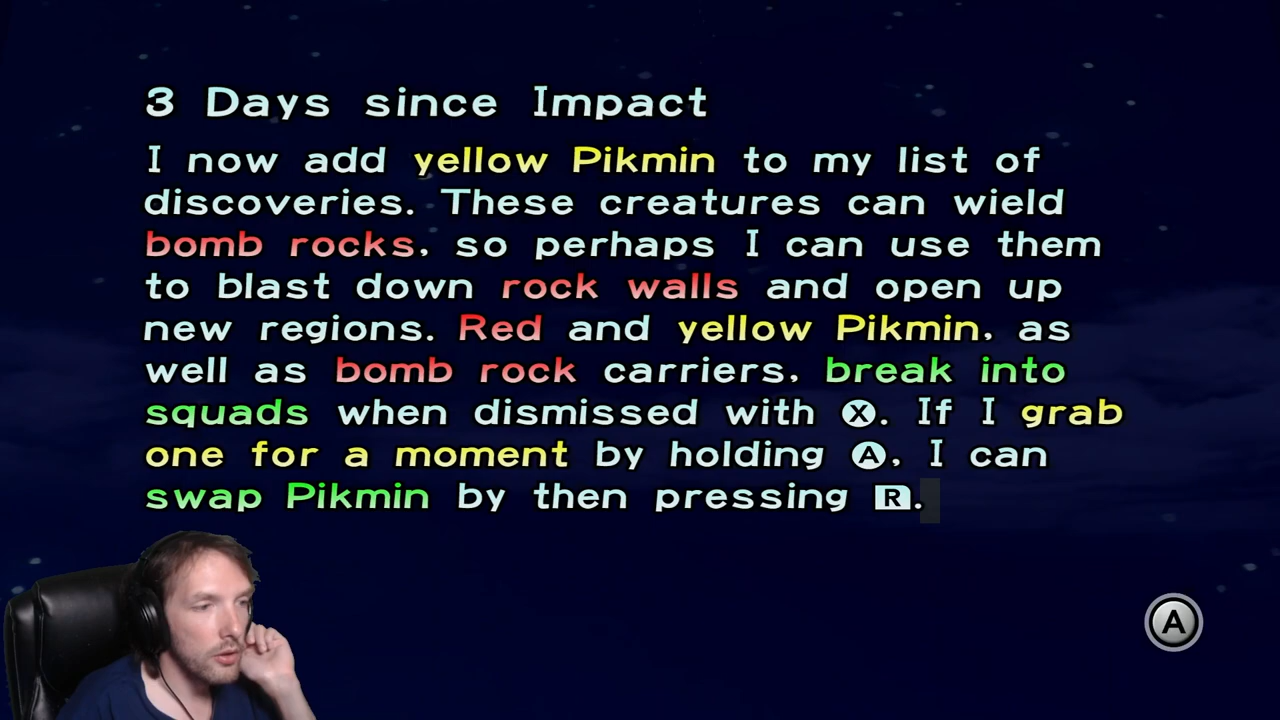 3 Days since Impact
I now add yellow Pikmin to my list of
discoveries. These creatures can wield
bomb rocks, so perhaps I can use them
to blast down rock walls and open up
new regions. Red and yellow Pikmin, as
well as bomb rock carriers, break into
squads when dismissed with X. If I grab
one for a moment by holding A, I can
swap Pikmin by then pressing R.
A